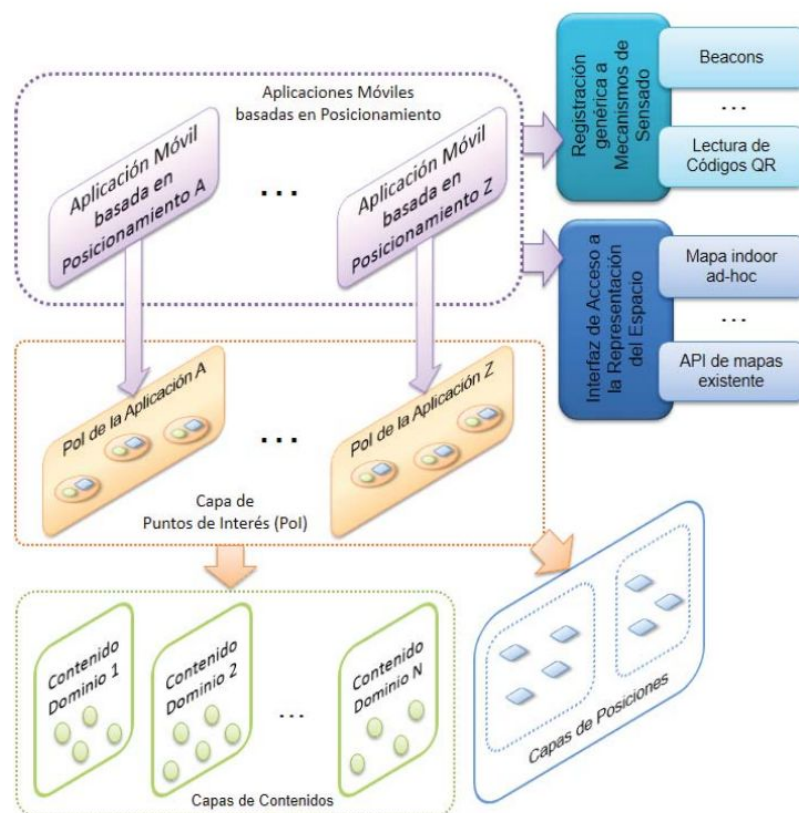 Aplicaciones Móviles
basadas en Posicionamiento
Aplicación Móvil
basada en
Posicionamiento A
...
Aplicación Móvil
basada en
Posicionamiento Z
Registración
genérica a
Mecanismos de
Sensado
Beacons
...
Lectura de
Códigos QR
Interfaz de Acceso a
la Representación
del Espacio
Mapa indoor
ad-hoc
...
API de mapas
existente
PoI de la Aplicación A
...
PoI de la Aplicación Z
Capa de
Puntos de Interés (PoI)
Contenido
Dominio 1
Contenido
Dominio 2
...
Contenido
Dominio N
Capas de Contenidos
Capas de Posiciones